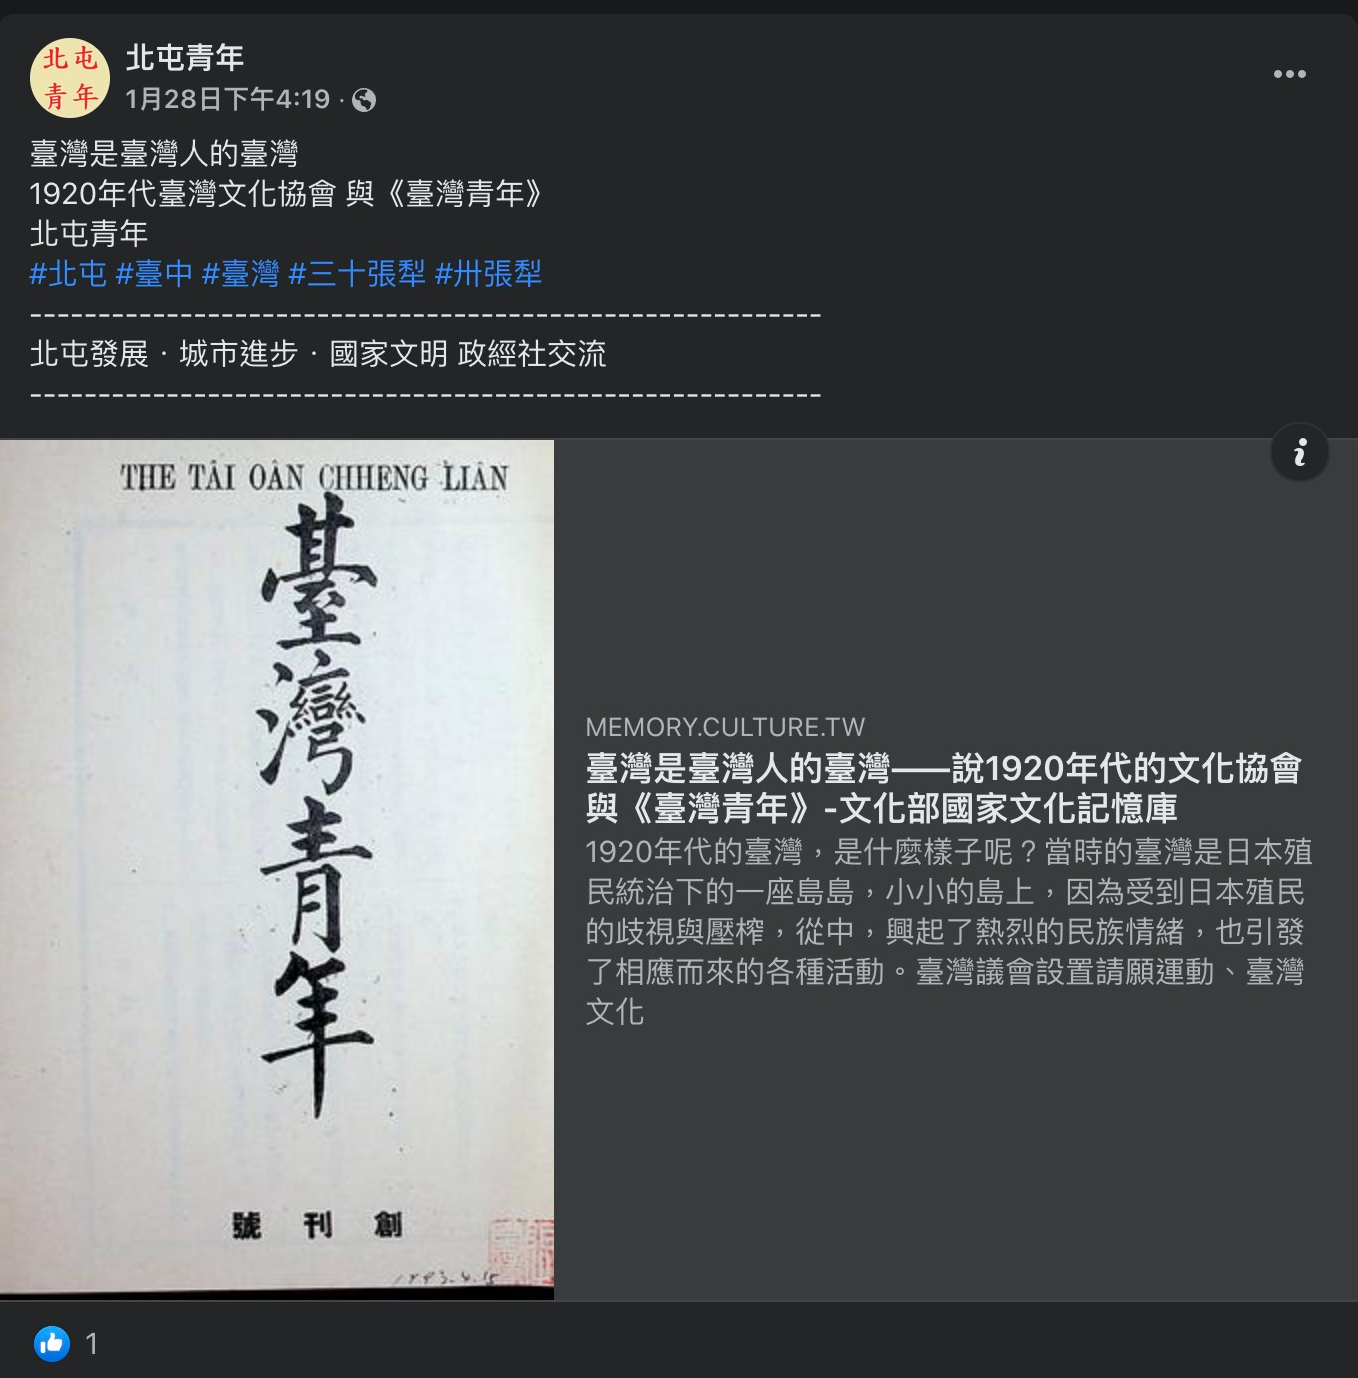 北屯
青年
北屯青年
1月28日下午4:19 ·
臺灣是臺灣人的臺灣
1920年代臺灣文化協會 與《臺灣青年》
北屯青年
#北屯 #臺中 #臺灣 #三十張犁 #卅張犁
----------------------------------------------------------
北屯發展‧城市進步‧國家文明 政經社交流
----------------------------------------------------------
THE TÂI OÂN CHHENG LIÂN
臺灣青年
號刊創
MEMORY.CULTURE.TW
臺灣是臺灣人的臺灣——說1920年代的文化協會
與《臺灣青年》-文化部國家文化記憶庫
1920年代的臺灣，是什麼樣子呢？當時的臺灣是日本殖
民統治下的一座島島，小小的島上，因為受到日本殖民
的歧視與壓榨，從中，興起了熱烈的民族情緒，也引發
了相應而來的各種活動。臺灣議會設置請願運動、臺灣
文化
1